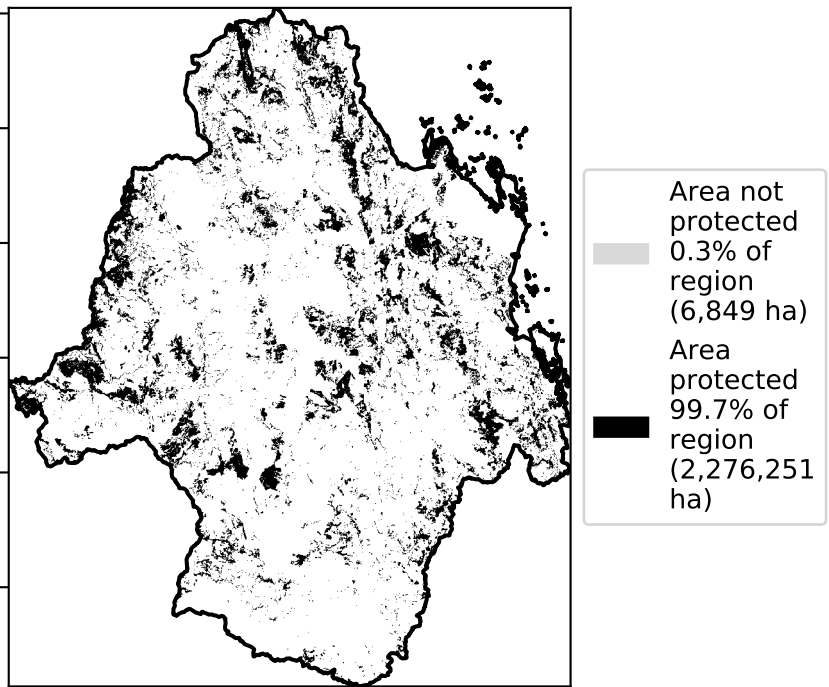 Area not
protected
0.3% of
region
(6,849 ha)
Area
protected
99.7% of
region
(2,276,251
ha)